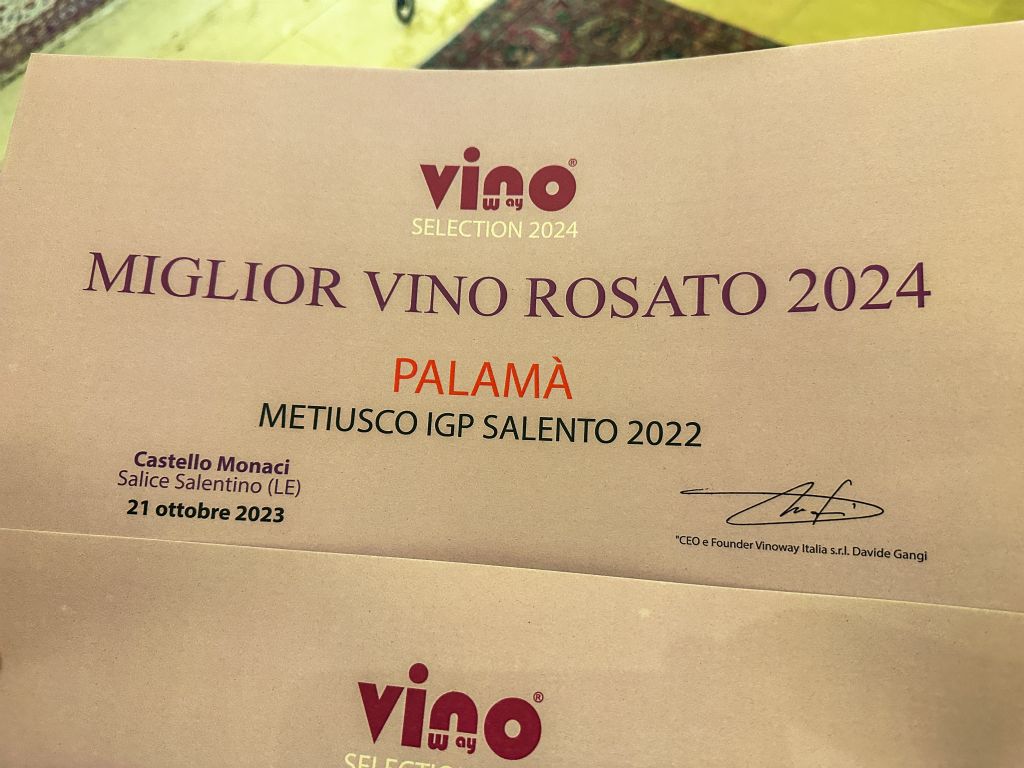 vino®
way
SELECTION 2024
MIGLIOR VINO ROSATO 2024
PALAMÀ
METIUSCO IGP SALENTO 2022
Castello Monaci
Salice Salentino (LE)
21 ottobre 2023
"CEO e Founder Vinoway Italia s.r.l. Davide Gangi
vino®
way